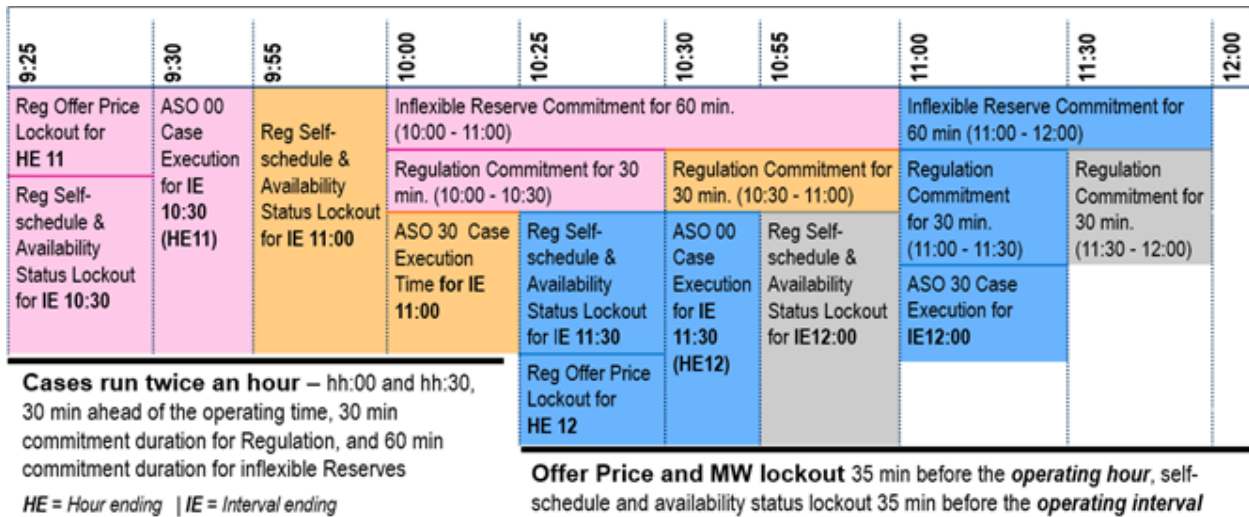 9:25
9:30
9:55
10:00
10:25
10:30
10:55
11:00
11:30
12:00
Reg Offer Price
Lockout for
HE 11
Reg Self-
schedule &
Availability
Status Lockout
for IE 10:30
ASO 00
Case
Execution
for IE
10:30
(HE11)
Reg Self-
schedule &
Availability
Status Lockout
for IE 11:00
Inflexible Reserve Commitment for 60 min.
(10:00 - 11:00)
Regulation Commitment for 30
min. (10:00 - 10:30)
Regulation Commitment for
30 min. (10:30 - 11:00)
ASO 30 Case
Execution
Time for IE
11:00
Reg Self-
schedule &
Availability
Status Lockout
for IE 11:30
Reg Offer Price
Lockout for
HE 12
ASO 00
Case
Execution
for IE
11:30
(HE12)
Reg Self-
schedule &
Availability
Status Lockout
for IE12:00
Inflexible Reserve Commitment for
60 min (11:00 - 12:00)
Regulation
Commitment
for 30 min.
(11:00 - 11:30)
ASO 30 Case
Execution for
IE12:00
Regulation
Commitment for
30 min.
(11:30 - 12:00)
Cases run twice an hour – hh:00 and hh:30,
30 min ahead of the operating time, 30 min
commitment duration for Regulation, and 60 min
commitment duration for inflexible Reserves
HE = Hour ending | IE = Interval ending
Offer Price and MW lockout 35 min before the operating hour, self-
schedule and availability status lockout 35 min before the operating interval